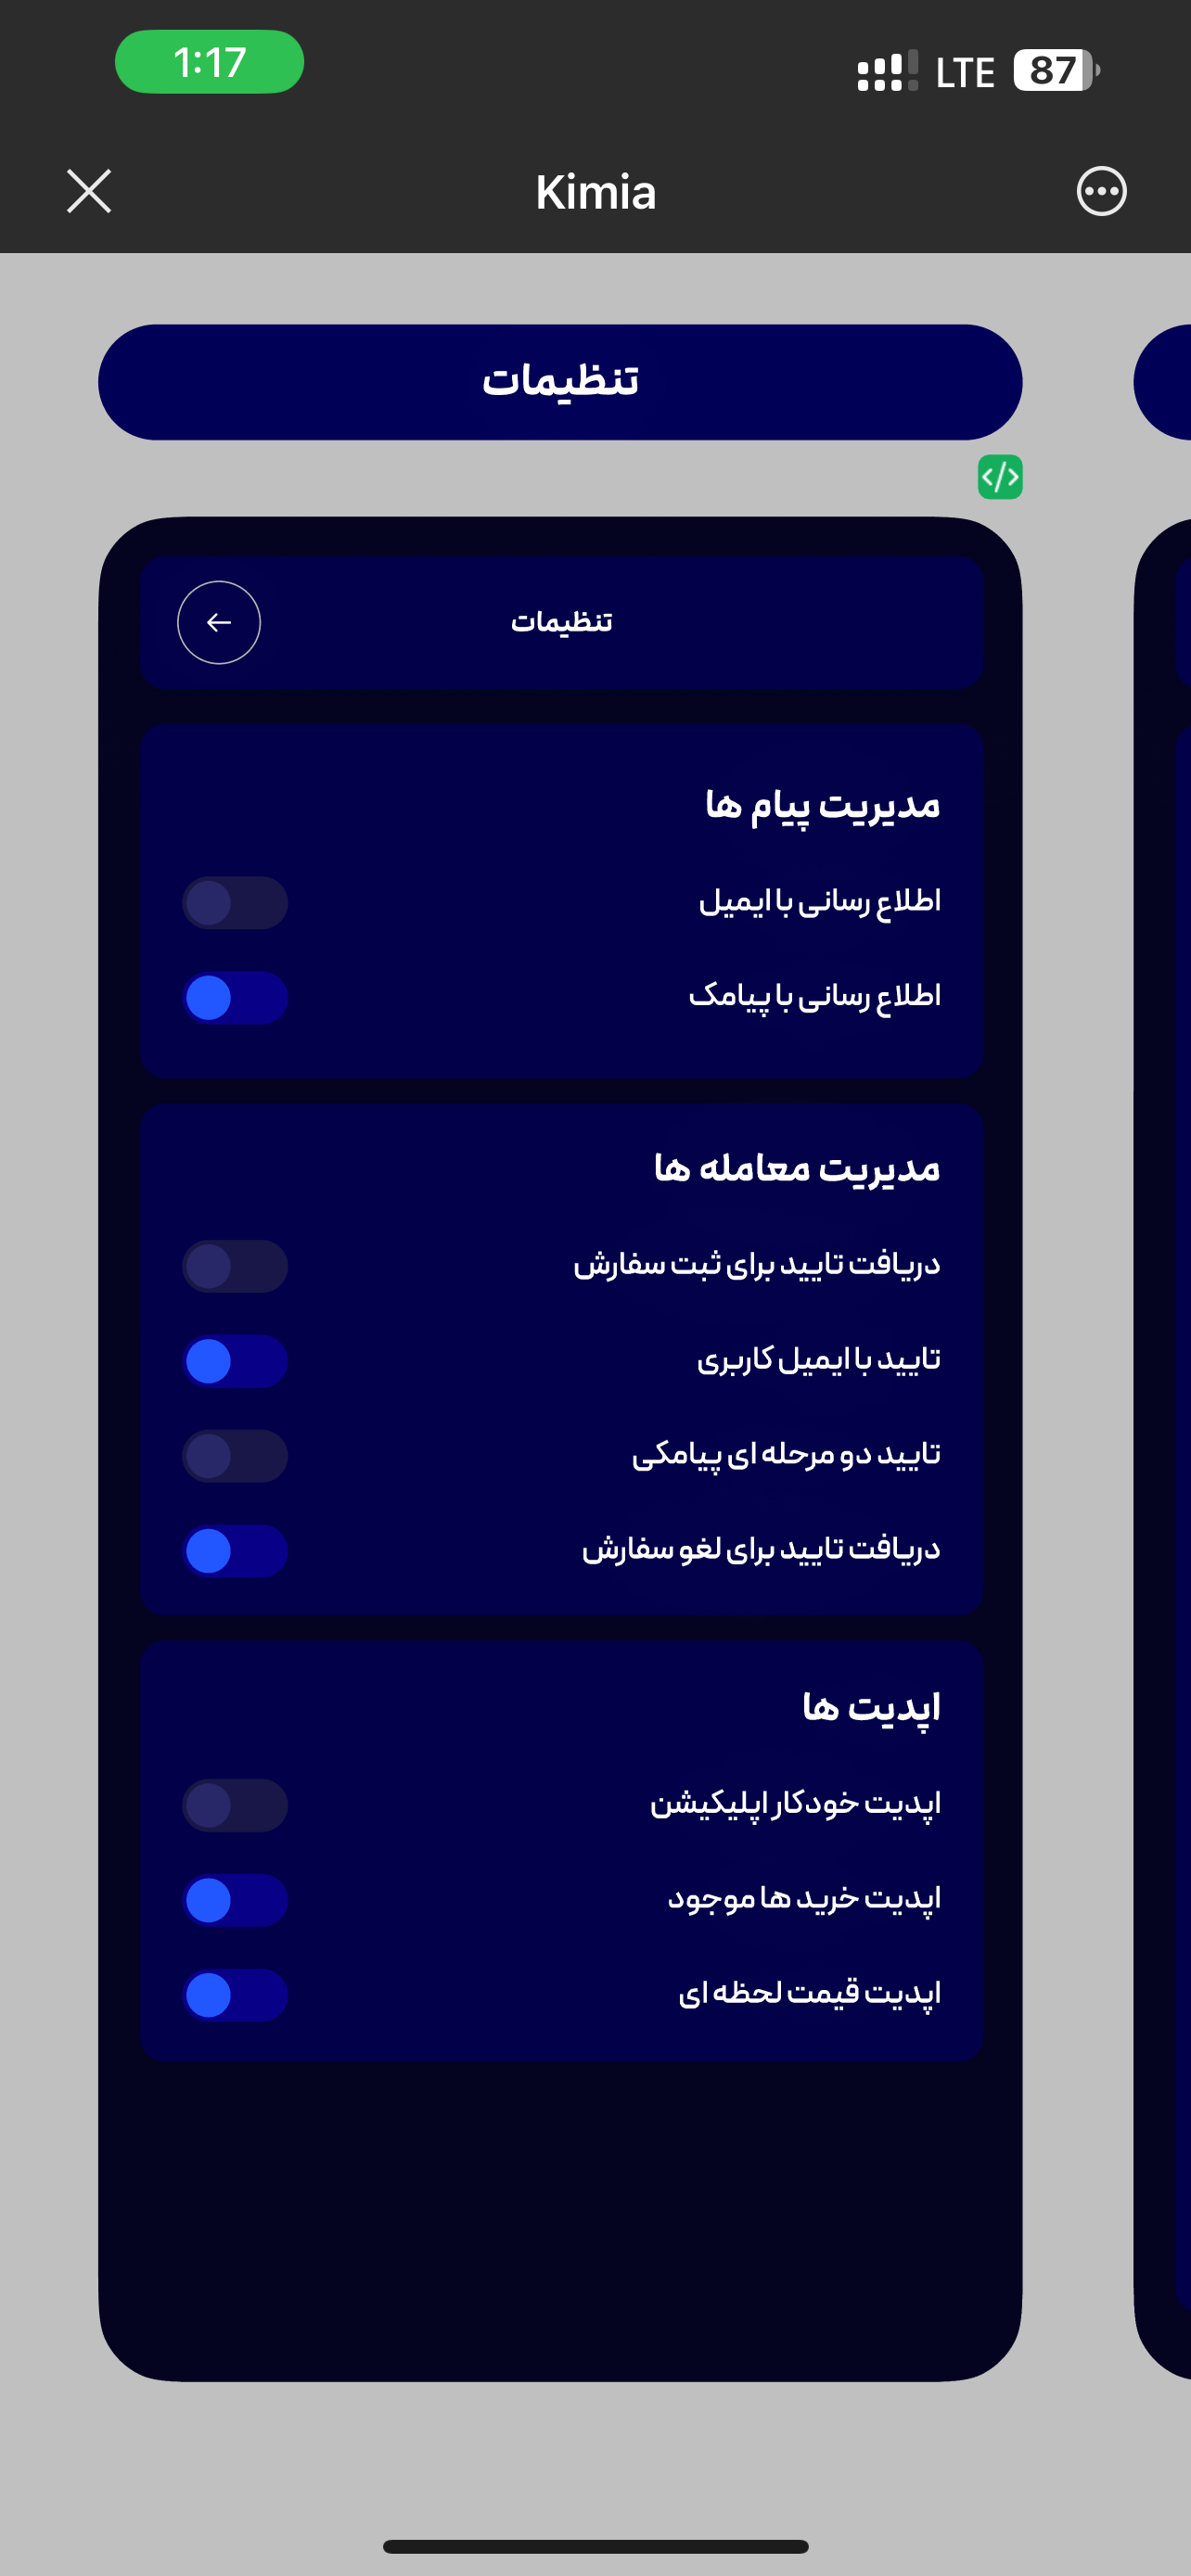 1:17 LTE 87
Kimia
تنظیمات
تنظیمات
مدیریت پیام ها
اطلاع رسانی با ایمیل
اطلاع رسانی با پیامک
مدیریت معامله ها
دریافت تایید برای ثبت سفارش
تایید با ایمیل کاربری
تایید دو مرحله ای پیامکی
دریافت تایید برای لغو سفارش
اپدیت ها
اپدیت خودکار اپلیکیشن
اپدیت خرید ها موجود
اپدیت قیمت لحظه ای